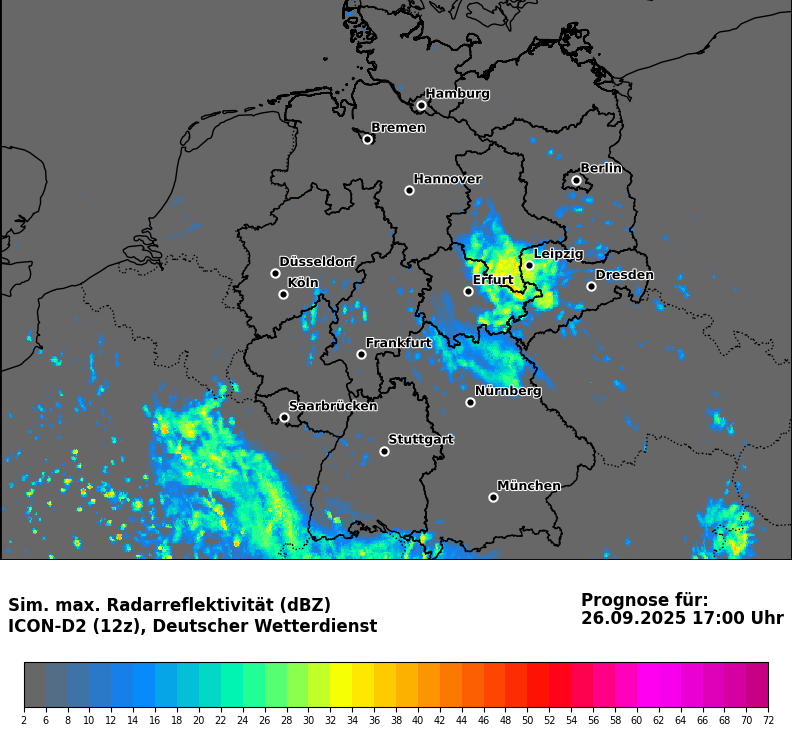 Hamburg
Bremen
Berlin
Hannover
Leipzig
Düsseldorf
Dresden
Köln
Erfurt
Frankfurt
Nürnberg
Saarbrücken
Stuttgart
München
Sim. max. Radarreflektivität (dBZ)
ICON-D2 (12z), Deutscher Wetterdienst
Prognose für:
26.09.2025 17:00 Uhr
2 6 8 10 12 14 16 18 20 22 24 26 28 30 32 34 36 38 40 42 44 46 48 50 52 54 56 58 60 62 64 66 68 70 72